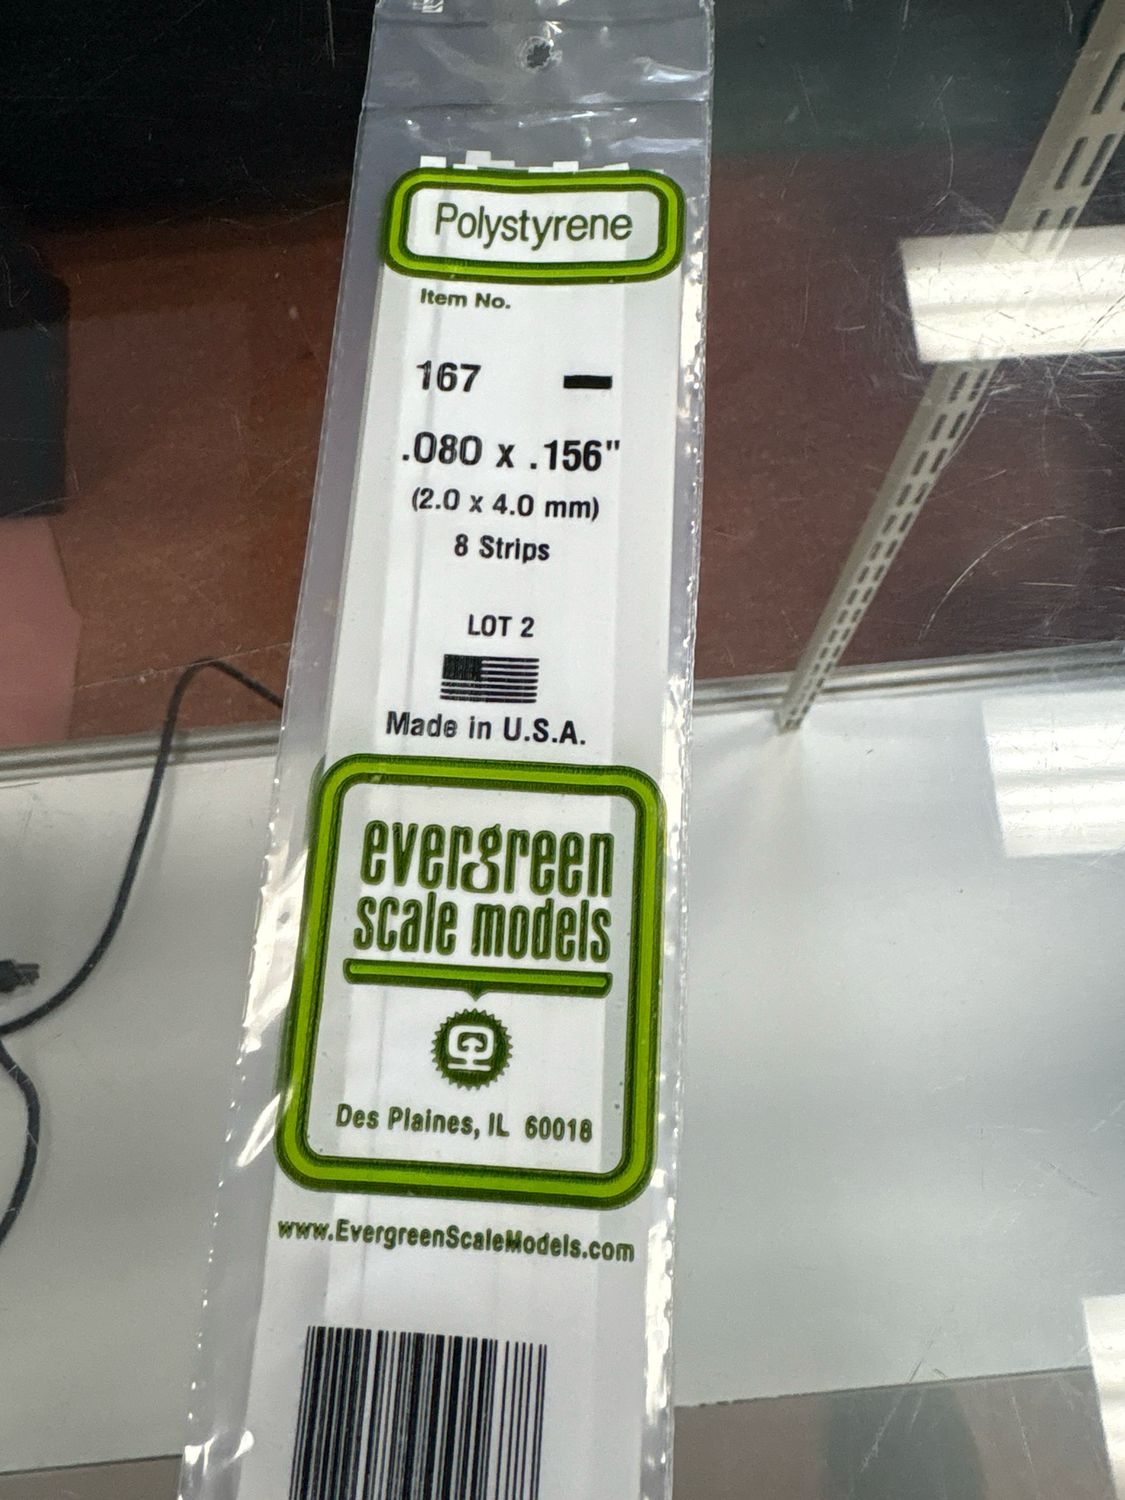 Polystyrene
Item No.
167
.080 x .156"
(2.0 x 4.0 mm)
8 Strips
LOT 2
Made in U.S.A.
evergreen
scale models
Des Plaines, IL 60018
www.EvergreenScaleModels.com